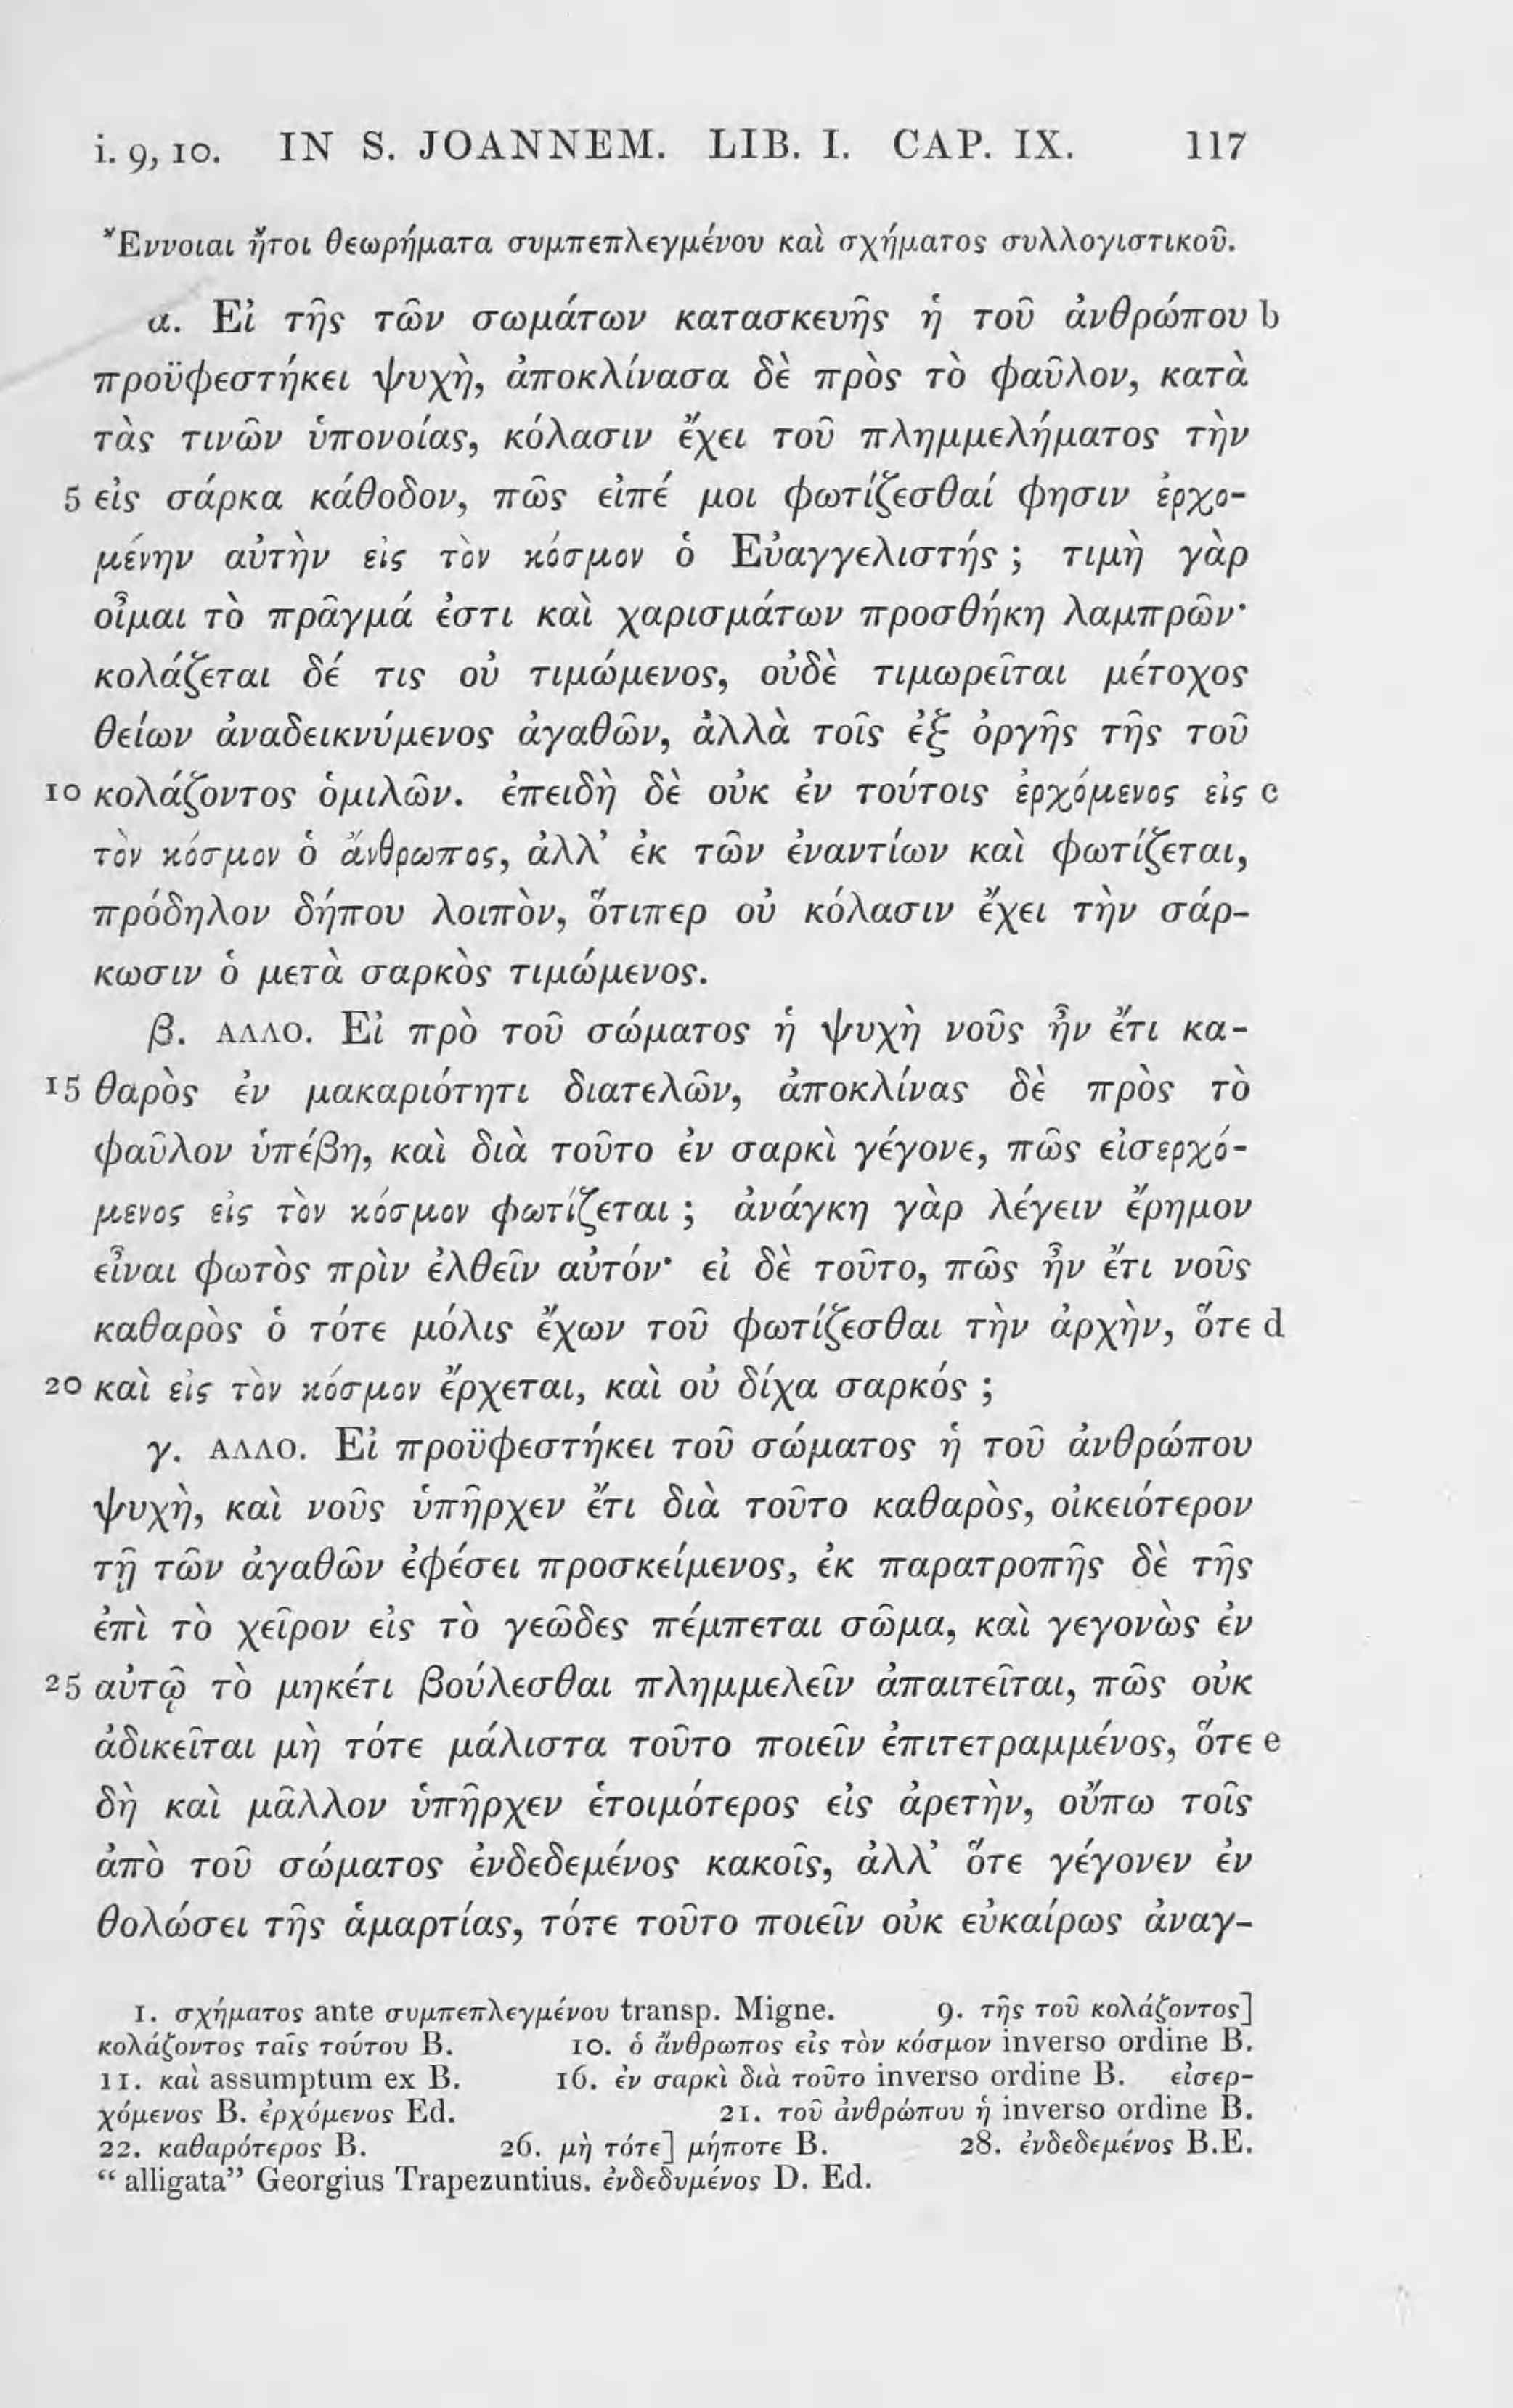 i. 9, 10. IN S. JOANNEM. LIB. I. CAP. IX. 117
Ἔννοιαι ἤτοι θεωρήματα συμπεπλεγμένου καὶ σχήματος συλλογιστικοῦ.
α. Εἰ τῆς τῶν σωμάτων κατασκευῆς ἡ τοῦ ἀνθρώπου b
προϋφεστήκει ψυχὴ, ἀποκλίνασα δὲ πρὸς τὸ φαῦλον, κατὰ
τὰς τινῶν ὑπονοίας, κόλασιν ἔχει τοῦ πλημμελήματος τὴν
5 εἰς σάρκα κάθοδον, πῶς εἰπέ μοι φωτίζεσθαί φησιν ἐρχο-
μένην αὐτὴν εἰς τὸν κόσμον ὁ Εὐαγγελιστής ; τιμὴ γὰρ
οἶμαι τὸ πρᾶγμά ἐστι καὶ χαρισμάτων προσθήκη λαμπρῶν·
κολάζεται δέ τις οὐ τιμώμενος, οὐδὲ τιμωρεῖται μέτοχος
θείων ἀναδεικνύμενος ἀγαθῶν, ἀλλὰ τοῖς ἐξ ὀργῆς τῆς τοῦ
10 κολάζοντος ὁμιλῶν. ἐπειδὴ δὲ οὐκ ἐν τούτοις ἐρχόμενος εἰς c
τὸν κόσμον ὁ ἄνθρωπος, ἀλλ’ ἐκ τῶν ἐναντίων καὶ φωτίζεται,
πρόδηλον δήπου λοιπὸν, ὅτιπερ οὐ κόλασιν ἔχει τὴν σάρ-
κωσιν ὁ μετὰ σαρκὸς τιμώμενος.
β. ΑΛΛΟ. Εἰ πρὸ τοῦ σώματος ἡ ψυχὴ νοῦς ἦν ἔτι κα-
15 θαρὸς ἐν μακαριότητι διατελῶν, ἀποκλίνας δὲ πρὸς τὸ
φαῦλον ὑπέβη, καὶ διὰ τοῦτο ἐν σαρκὶ γέγονε, πῶς εἰσερχό-
μενος εἰς τὸν κόσμον φωτίζεται ; ἀνάγκη γὰρ λέγειν ἔρημον
εἶναι φωτὸς πρὶν ἐλθεῖν αὐτόν· εἰ δὲ τοῦτο, πῶς ἦν ἔτι νοῦς
καθαρὸς ὁ τότε μόλις ἔχων τοῦ φωτίζεσθαι τὴν ἀρχὴν, ὅτε d
20 καὶ εἰς τὸν κόσμον ἔρχεται, καὶ οὐ δίχα σαρκός ;
γ. ΑΛΛΟ. Εἰ προϋφεστήκει τοῦ σώματος ἡ τοῦ ἀνθρώπου
ψυχὴ, καὶ νοῦς ὑπῆρχεν ἔτι διὰ τοῦτο καθαρὸς, οἰκειότερον
τῇ τῶν ἀγαθῶν ἐφέσει προσκείμενος, ἐκ παρατροπῆς δὲ τῆς
ἐπὶ τὸ χεῖρον εἰς τὸ γεῶδες πέμπεται σῶμα, καὶ γεγονὼς ἐν
25 αὐτῷ τὸ μηκέτι βούλεσθαι πλημμελεῖν ἀπαιτεῖται, πῶς οὐκ
ἀδικεῖται μὴ τότε μάλιστα τοῦτο ποιεῖν ἐπιτετραμμένος, ὅτε e
δὴ καὶ μᾶλλον ὑπῆρχεν ἑτοιμότερος εἰς ἀρετὴν, οὔπω τοῖς
ἀπὸ τοῦ σώματος ἐνδεδεμένος κακοῖς, ἀλλ’ ὅτε γέγονεν ἐν
θολώσει τῆς ἁμαρτίας, τότε τοῦτο ποιεῖν οὐκ εὐκαίρως ἀναγ-
1. σχήματος ante συμπεπλεγμένου transp. Migne. 9. τῆς τοῦ κολάζοντος]
κολάζοντος ταῖς τούτου B. 10. ὁ ἄνθρωπος εἰς τὸν κόσμον inverso ordine B.
11. καὶ assumptum ex B. 16. ἐν σαρκὶ διὰ τοῦτο inverso ordine B. εἰσερ-
χόμενος B. ἐρχόμενος Ed. 21. τοῦ ἀνθρώπου ἡ inverso ordine B.
22. καθαρότερος B. 26. μὴ τότε] μήποτε B. 28. ἐνδεδεμένος B.E.
“ alligata” Georgius Trapezuntius. ἐνδεδυμένος D. Ed.